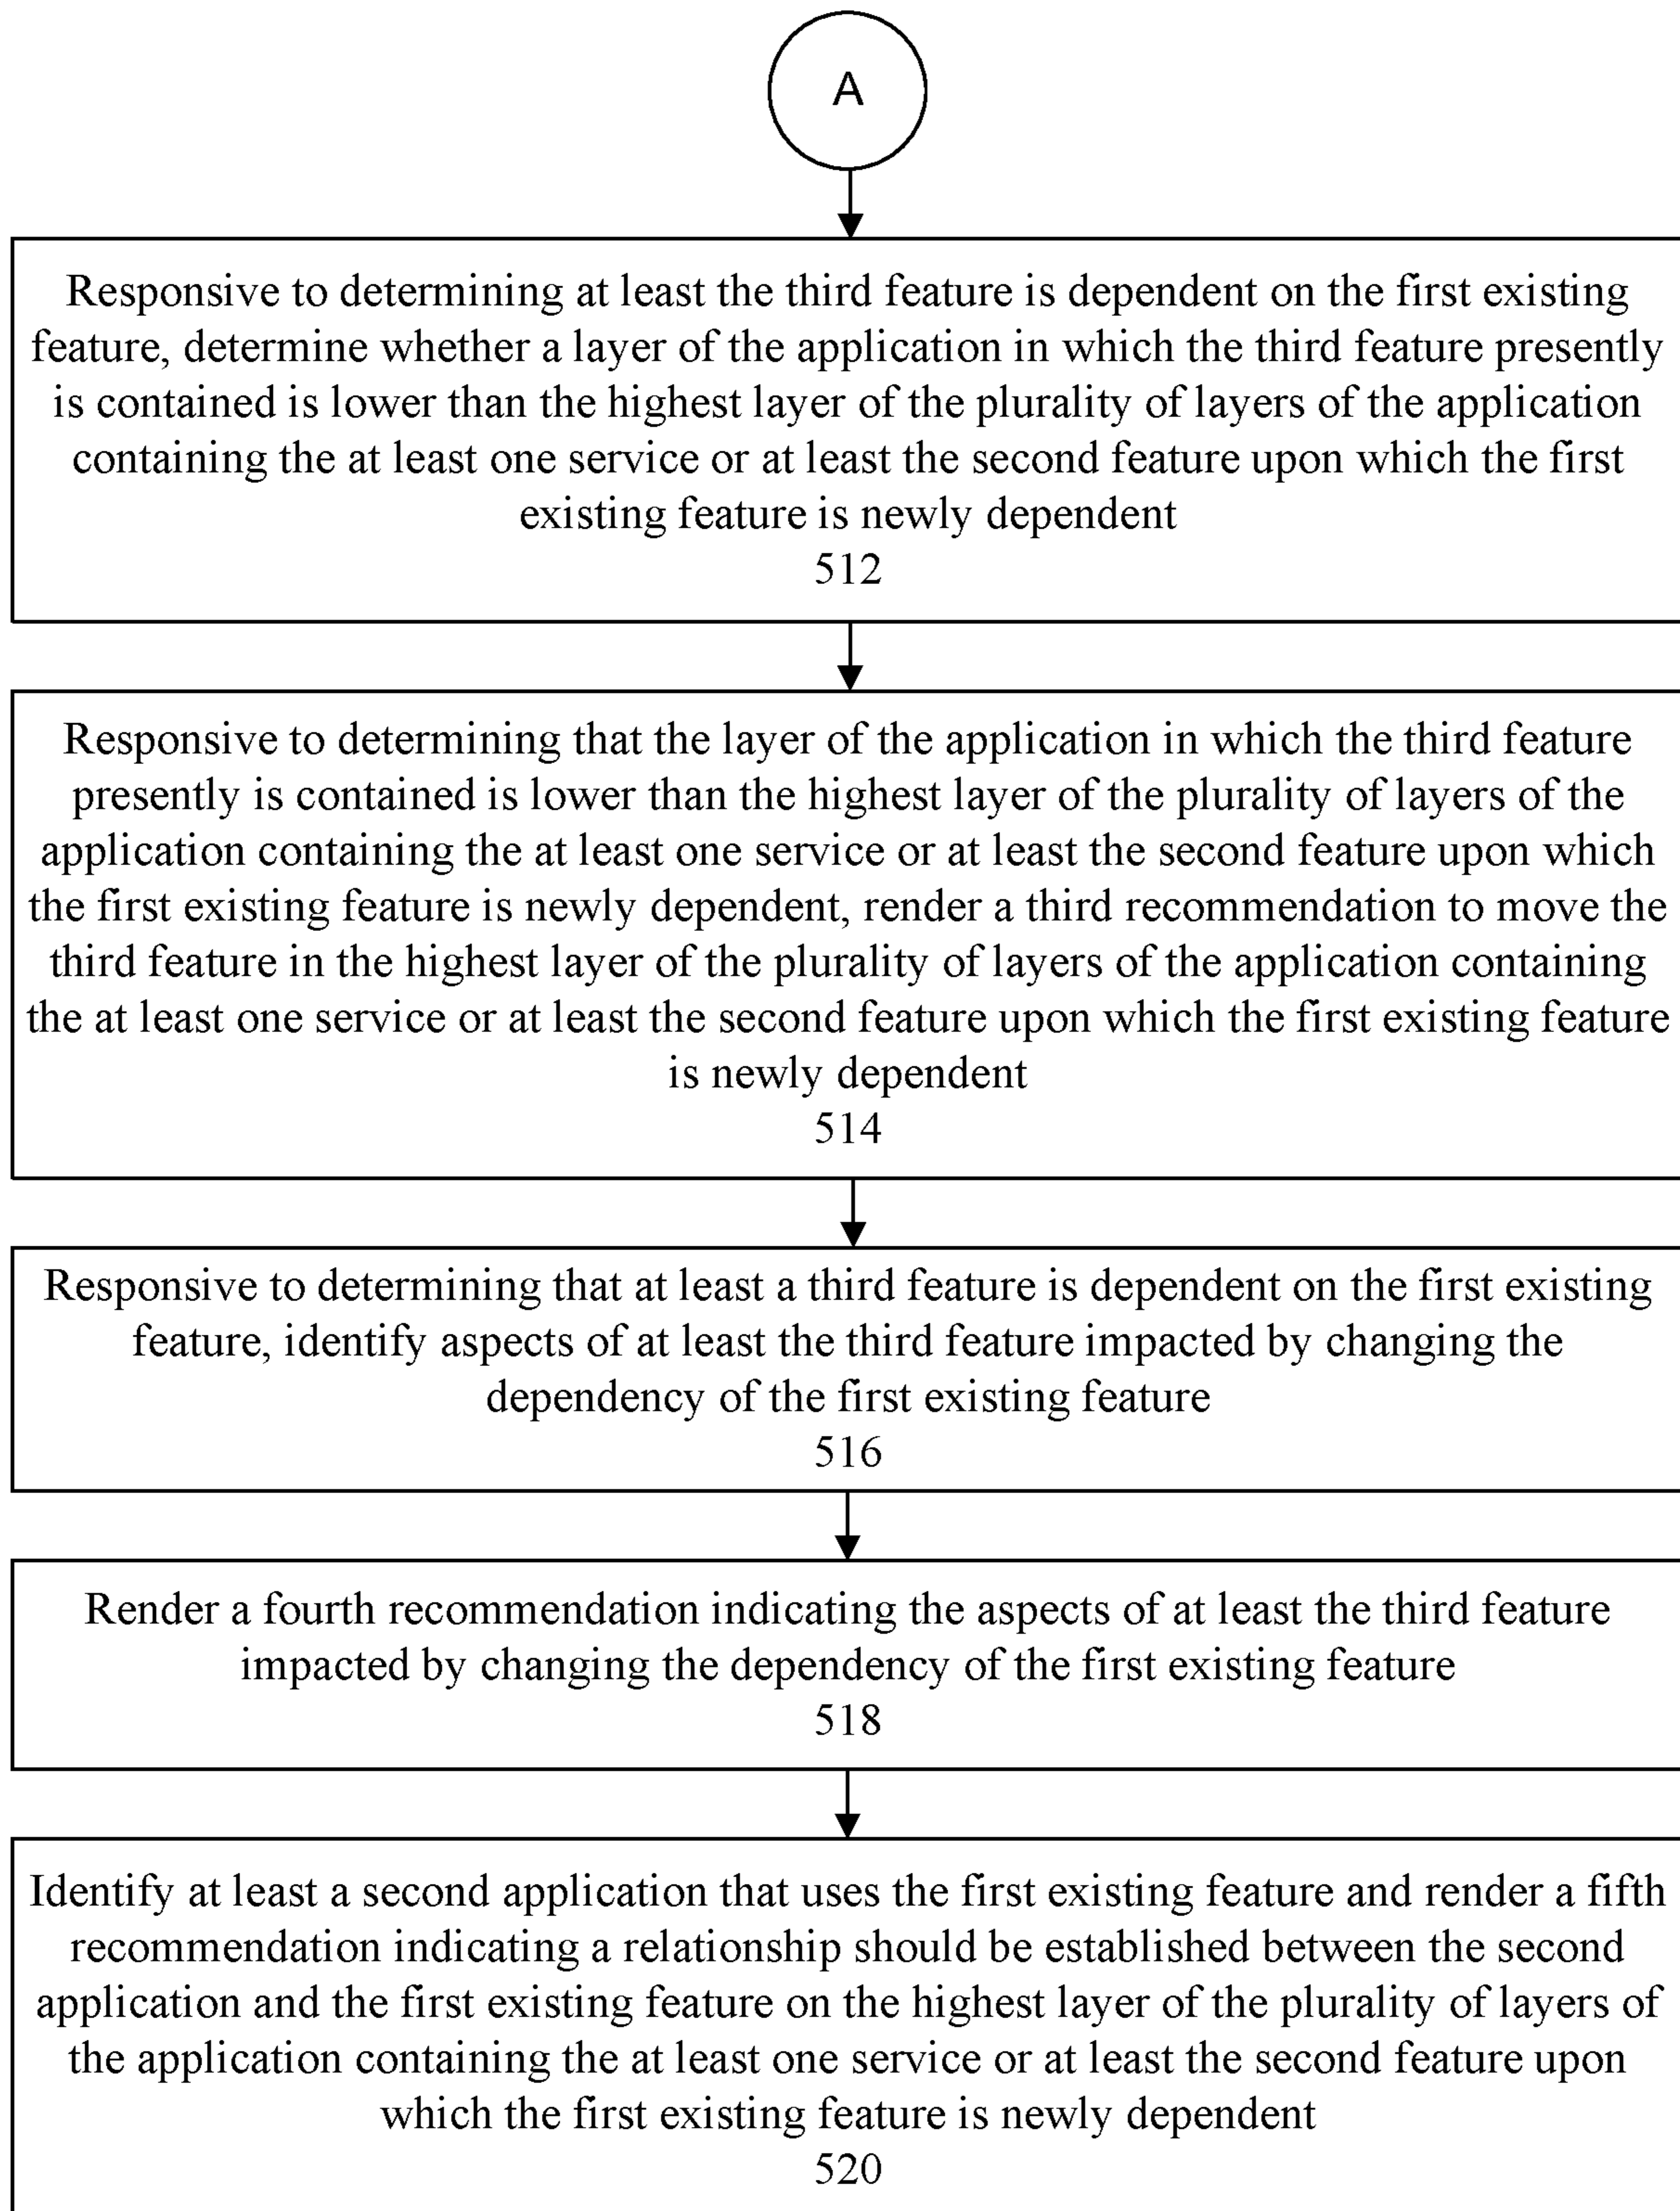 A
Responsive to determining at least the third feature is dependent on the first existing
feature, determine whether a layer of the application in which the third feature presently
is contained is lower than the highest layer of the plurality of layers of the application
containing the at least one service or at least the second feature upon which the first
existing feature is newly dependent
512
Responsive to determining that the layer of the application in which the third feature
presently is contained is lower than the highest layer of the plurality of layers of the
application containing the at least one service or at least the second feature upon which
the first existing feature is newly dependent, render a third recommendation to move the
third feature in the highest layer of the plurality of layers of the application containing
the at least one service or at least the second feature upon which the first existing feature
is newly dependent
514
Responsive to determining that at least a third feature is dependent on the first existing
feature, identify aspects of at least the third feature impacted by changing the
dependency of the first existing feature
516
Render a fourth recommendation indicating the aspects of at least the third feature
impacted by changing the dependency of the first existing feature
518
Identify at least a second application that uses the first existing feature and render a fifth
recommendation indicating a relationship should be established between the second
application and the first existing feature on the highest layer of the plurality of layers of
the application containing the at least one service or at least the second feature upon
which the first existing feature is newly dependent
520